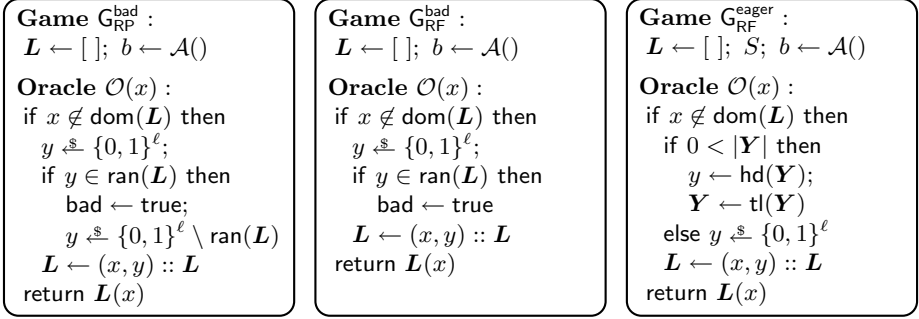 Game G_RP^bad :
L ← [ ]; b ← A()
Oracle O(x) :
if x ∉ dom(L) then
y ←$ {0, 1}^ℓ;
if y ∈ ran(L) then
bad ← true;
y ←$ {0, 1}^ℓ \ ran(L)
L ← (x, y) :: L
return L(x)
Game G_RF^bad :
L ← [ ]; b ← A()
Oracle O(x) :
if x ∉ dom(L) then
y ←$ {0, 1}^ℓ;
if y ∈ ran(L) then
bad ← true
L ← (x, y) :: L
return L(x)
Game G_RF^eager :
L ← [ ]; S; b ← A()
Oracle O(x) :
if x ∉ dom(L) then
if 0 < |Y| then
y ← hd(Y);
Y ← tl(Y)
else y ←$ {0, 1}^ℓ
L ← (x, y) :: L
return L(x)